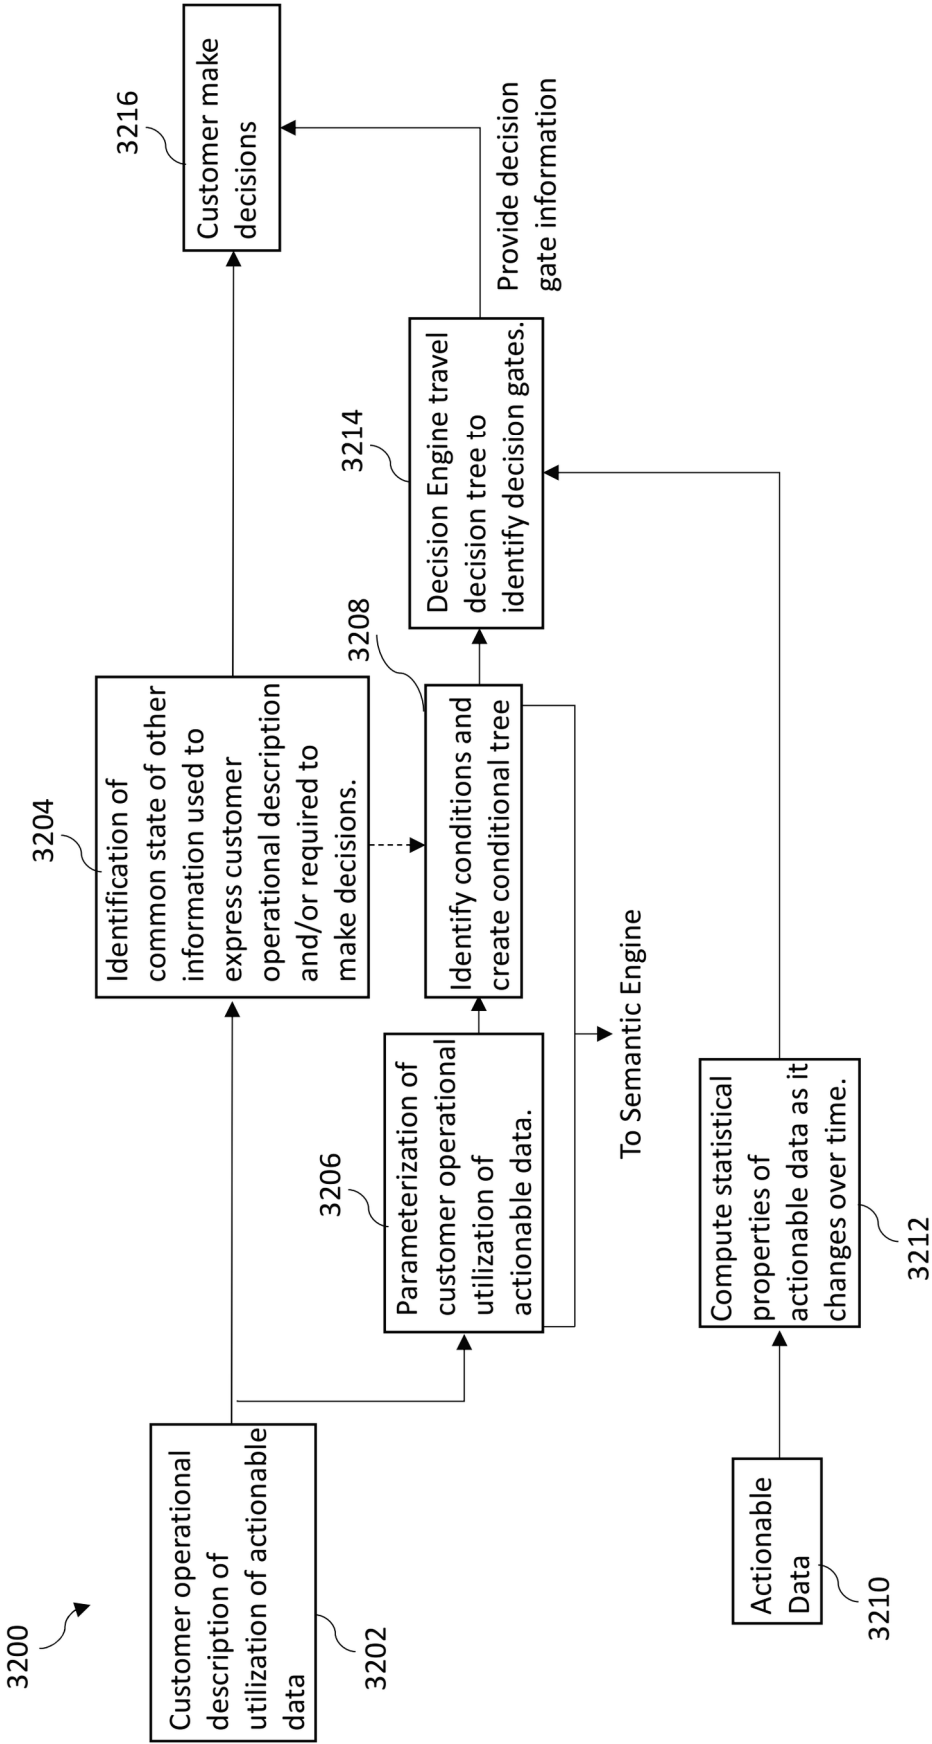 3200
Customer operational
description of
utilization of actionable
data
3202
3204
Identification of
common state of other
information used to
express customer
operational description
and/or required to
make decisions.
3216
Customer make
decisions
3206
Parameterization of
customer operational
utilization of
actionable data.
3208
Identify conditions and
create conditional tree
3214
Decision Engine travel
decision tree to
identify decision gates.
Provide decision
gate information
To Semantic Engine
Actionable
Data
3210
Compute statistical
properties of
actionable data as it
changes over time.
3212